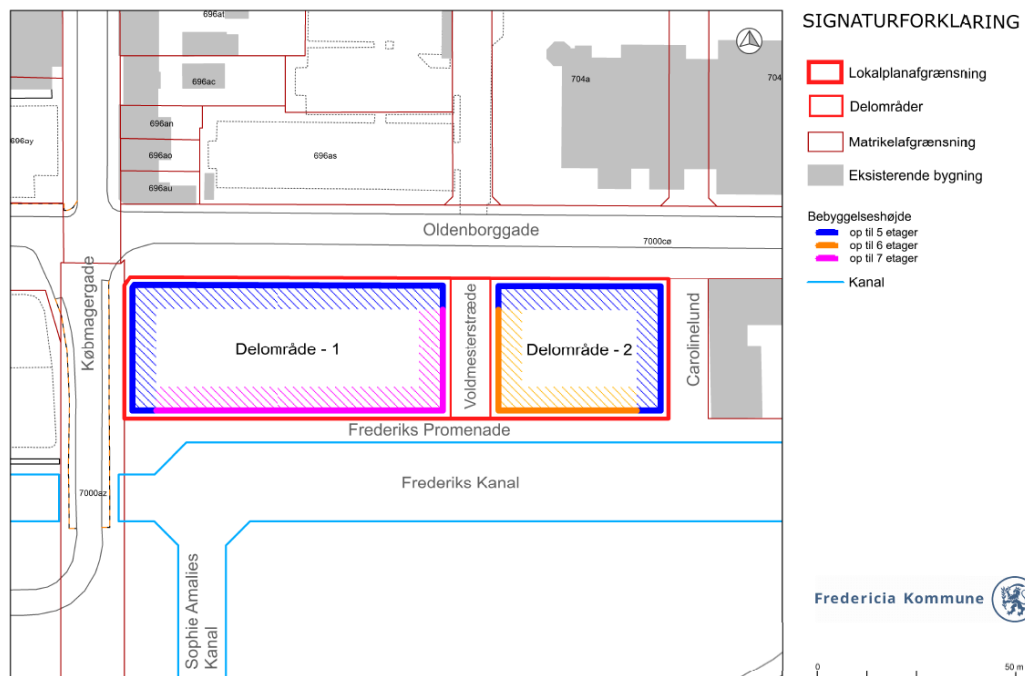 SIGNATURFORKLARING
Lokalplanafgrænsning
Delområder
Matrikelafgrænsning
Eksisterende bygning
Bebyggelseshøjde
op til 5 etager
op til 6 etager
op til 7 etager
Kanal
696at
696ac
696an
696ao
696au
696ay
696as
704a
704
Oldenborggade
7000cø
Købmagergade
Delområde - 1
Voldmesterstræde
Delområde - 2
Carolinelund
Frederiks Promenade
Frederiks Kanal
7000az
Sophie Amalies
Kanal
Fredericia Kommune
0
50 m